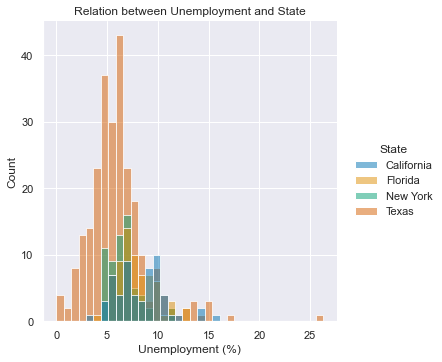 Relation between Unemployment and State
40
30
20
10
0
Count
0 5 10 15 20 25
Unemployment (%)
State
California
Florida
New York
Texas